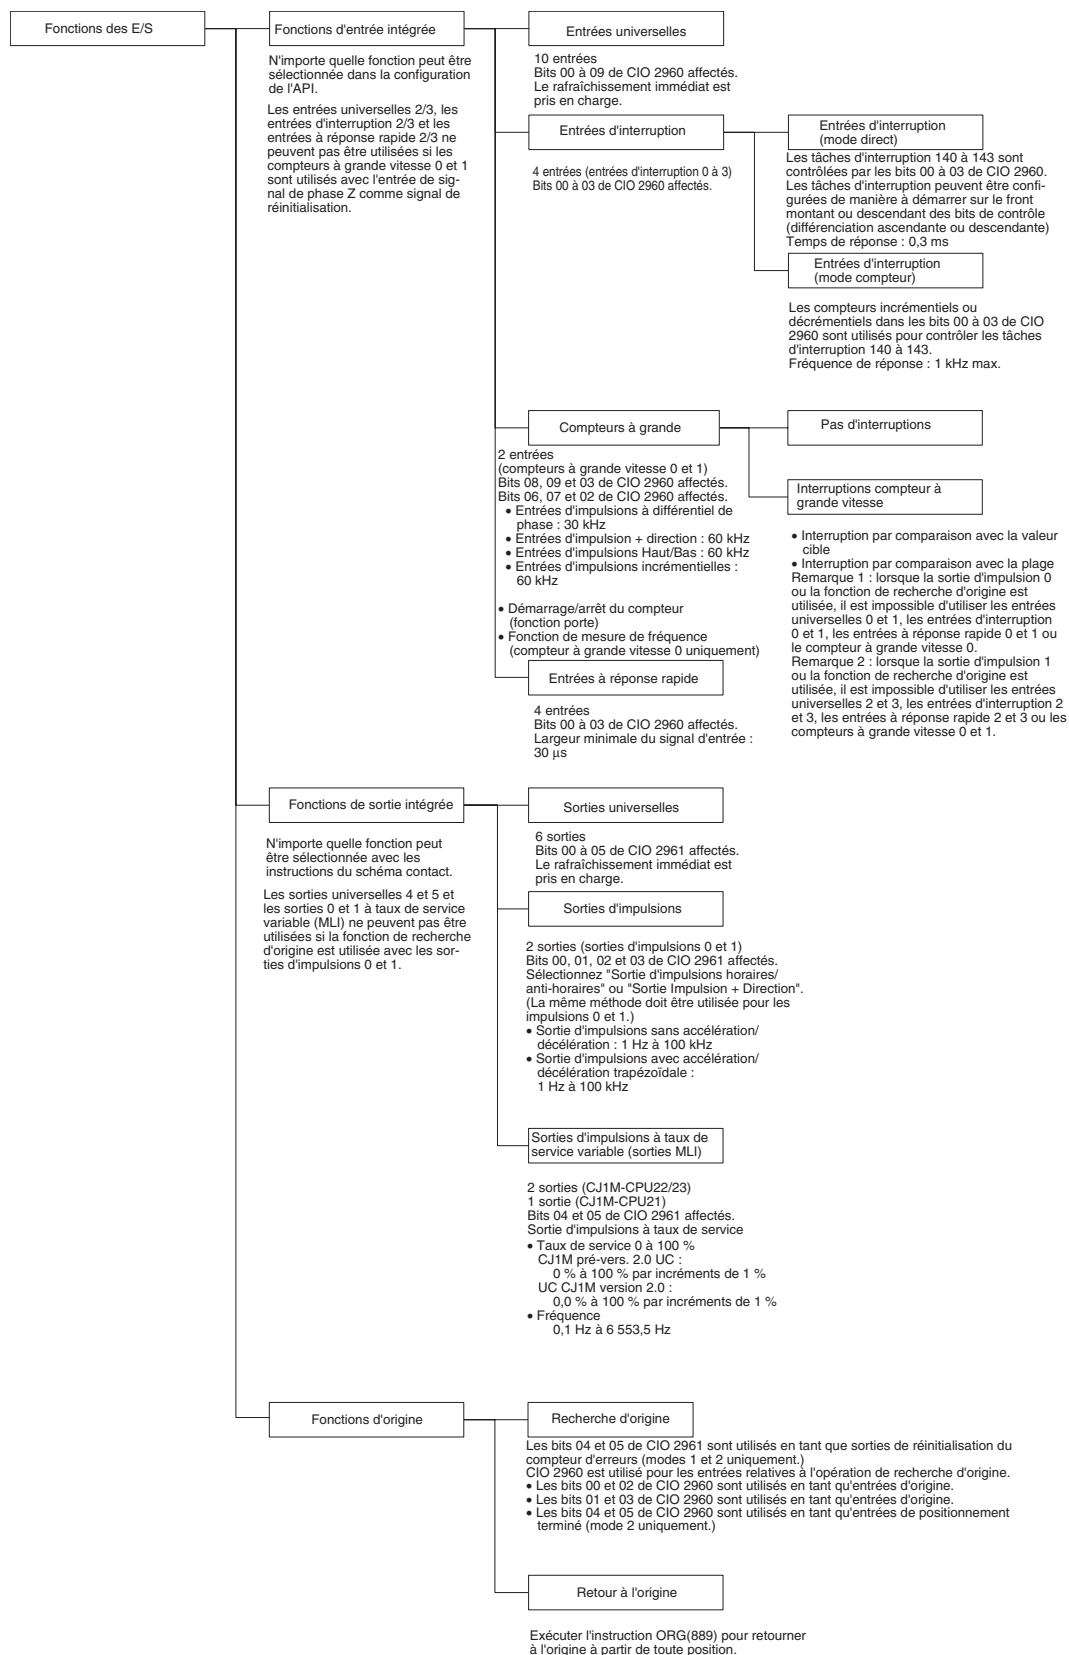 Fonctions des E/S
Fonctions d'entrée intégrée
N'importe quelle fonction peut être
sélectionnée dans la configuration
de l'API.
Les entrées universelles 2/3, les
entrées d'interruption 2/3 et les
entrées à réponse rapide 2/3 ne
peuvent pas être utilisées si les
compteurs à grande vitesse 0 et 1
sont utilisés avec l'entrée de sig-
nal de phase Z comme signal de
réinitialisation.
Entrées universelles
10 entrées
Bits 00 à 09 de CIO 2960 affectés.
Le rafraîchissement immédiat est
pris en charge.
Entrées d'interruption
4 entrées (entrées d'interruption 0 à 3)
Bits 00 à 03 de CIO 2960 affectés.
Entrées d'interruption
(mode direct)
Les tâches d'interruption 140 à 143 sont
contrôlées par les bits 00 à 03 de CIO 2960.
Les tâches d'interruption peuvent être confi-
gurées de manière à démarrer sur le front
montant ou descendant des bits de contrôle
(différenciation ascendante ou descendante)
Temps de réponse : 0,3 ms
Entrées d'interruption
(mode compteur)
Les compteurs incrémentiels ou
décrémentiels dans les bits 00 à 03 de CIO
2960 sont utilisés pour contrôler les tâches
d'interruption 140 à 143.
Fréquence de réponse : 1 kHz max.
Compteurs à grande
2 entrées
(compteurs à grande vitesse 0 et 1)
Bits 08, 09 et 03 de CIO 2960 affectés.
Bits 06, 07 et 02 de CIO 2960 affectés.
• Entrées d'impulsions à différentiel de
phase : 30 kHz
• Entrées d'impulsion + direction : 60 kHz
• Entrées d'impulsions Haut/Bas : 60 kHz
• Entrées d'impulsions incrémentielles :
60 kHz
• Démarrage/arrêt du compteur
(fonction porte)
• Fonction de mesure de fréquence
(compteur à grande vitesse 0 uniquement)
Pas d'interruptions
Interruptions compteur à
grande vitesse
• Interruption par comparaison avec la valeur
cible
• Interruption par comparaison avec la plage
Remarque 1 : lorsque la sortie d'impulsion 0
ou la fonction de recherche d'origine est
utilisée, il est impossible d'utiliser les entrées
universelles 0 et 1, les entrées d'interruption
0 et 1, les entrées à réponse rapide 0 et 1 ou
le compteur à grande vitesse 0.
Remarque 2 : lorsque la sortie d'impulsion 1
ou la fonction de recherche d'origine est
utilisée, il est impossible d'utiliser les entrées
universelles 2 et 3, les entrées d'interruption 2
et 3, les entrées à réponse rapide 2 et 3 ou les
compteurs à grande vitesse 0 et 1.
Entrées à réponse rapide
4 entrées
Bits 00 à 03 de CIO 2960 affectés.
Largeur minimale du signal d'entrée :
30 µs
Fonctions de sortie intégrée
N'importe quelle fonction peut
être sélectionnée avec les
instructions du schéma contact.
Les sorties universelles 4 et 5 et
les sorties 0 et 1 à taux de service
variable (MLI) ne peuvent pas être
utilisées si la fonction de recherche
d'origine est utilisée avec les sor-
ties d'impulsions 0 et 1.
Sorties universelles
6 sorties
Bits 00 à 05 de CIO 2961 affectés.
Le rafraîchissement immédiat est
pris en charge.
Sorties d'impulsions
2 sorties (sorties d'impulsions 0 et 1)
Bits 00, 01, 02 et 03 de CIO 2961 affectés.
Sélectionnez "Sortie d'impulsions horaires/
anti-horaires" ou "Sortie Impulsion + Direction".
(La même méthode doit être utilisée pour les
impulsions 0 et 1.)
• Sortie d'impulsions sans accélération/
décélération : 1 Hz à 100 kHz
• Sortie d'impulsions avec accélération/
décélération trapézoïdale :
1 Hz à 100 kHz
Sorties d'impulsions à taux de
service variable (sorties MLI)
2 sorties (CJ1M-CPU22/23)
1 sortie (CJ1M-CPU21)
Bits 04 et 05 de CIO 2961 affectés.
Sortie d'impulsions à taux de service
• Taux de service 0 à 100 %
CJ1M pré-vers. 2.0 UC :
0 % à 100 % par incréments de 1 %
UC CJ1M version 2.0 :
0,0 % à 100 % par incréments de 1 %
• Fréquence
0,1 Hz à 6 553,5 Hz
Fonctions d'origine
Recherche d'origine
Les bits 04 et 05 de CIO 2961 sont utilisés en tant que sorties de réinitialisation du
compteur d'erreurs (modes 1 et 2 uniquement.)
CIO 2960 est utilisé pour les entrées relatives à l'opération de recherche d'origine.
• Les bits 00 et 02 de CIO 2960 sont utilisés en tant qu'entrées d'origine.
• Les bits 01 et 03 de CIO 2960 sont utilisés en tant qu'entrées d'origine.
• Les bits 04 et 05 de CIO 2960 sont utilisés en tant qu'entrées de positionnement
terminé (mode 2 uniquement.)
Retour à l'origine
Exécuter l'instruction ORG(889) pour retourner
à l'origine à partir de toute position.